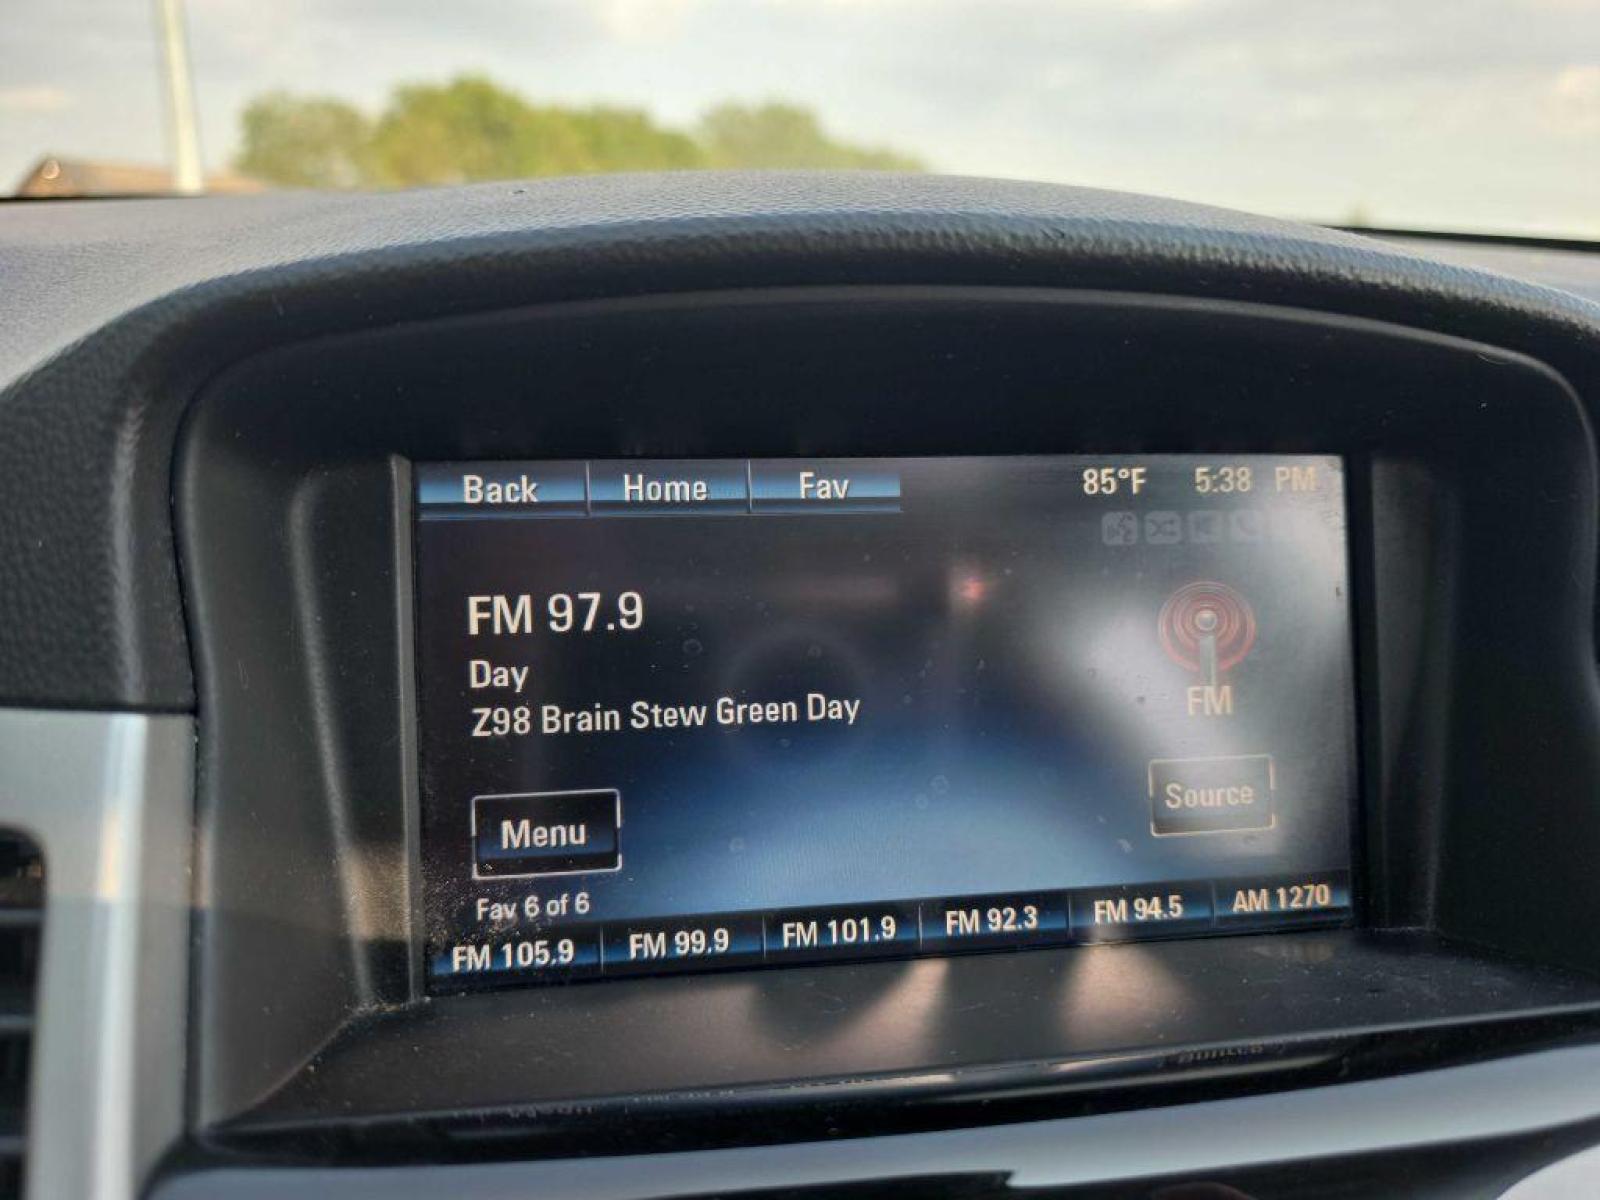 Back Home Fav 85°F 5:38 PM
FM 97.9
Day
Z98 Brain Stew Green Day
FM
Source
Menu
Fav 6 of 6
FM 105.9 FM 99.9 FM 101.9 FM 92.3 FM 94.5 AM 1270